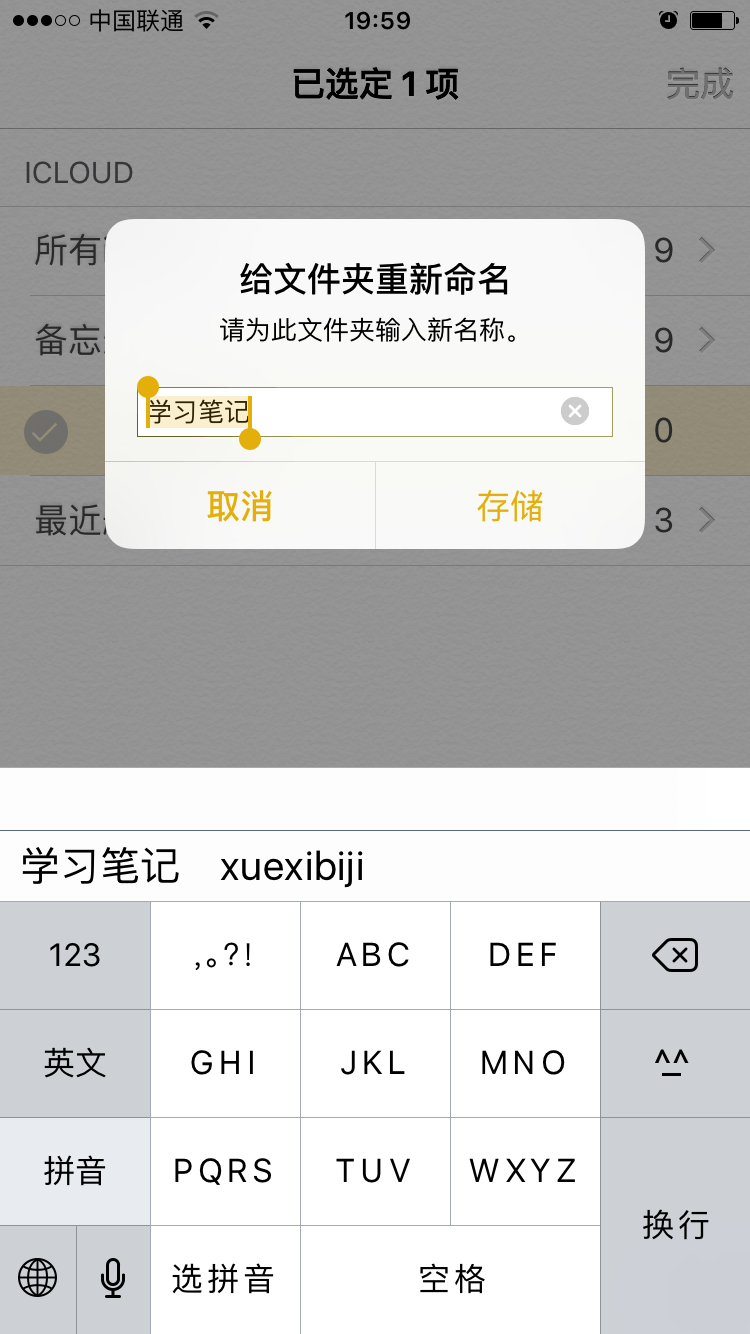 中国联通 19:59
已选定 1 项 完成
ICLOUD
所有 9
备忘 9
0
最近 3
给文件夹重新命名
请为此文件夹输入新名称。
学习笔记
取消 存储
学习笔记 xuexibiji
123 ,。?! ABC DEF
英文 GHI JKL MNO ^^
拼音 PQRS TUV WXYZ
换行
选拼音 空格